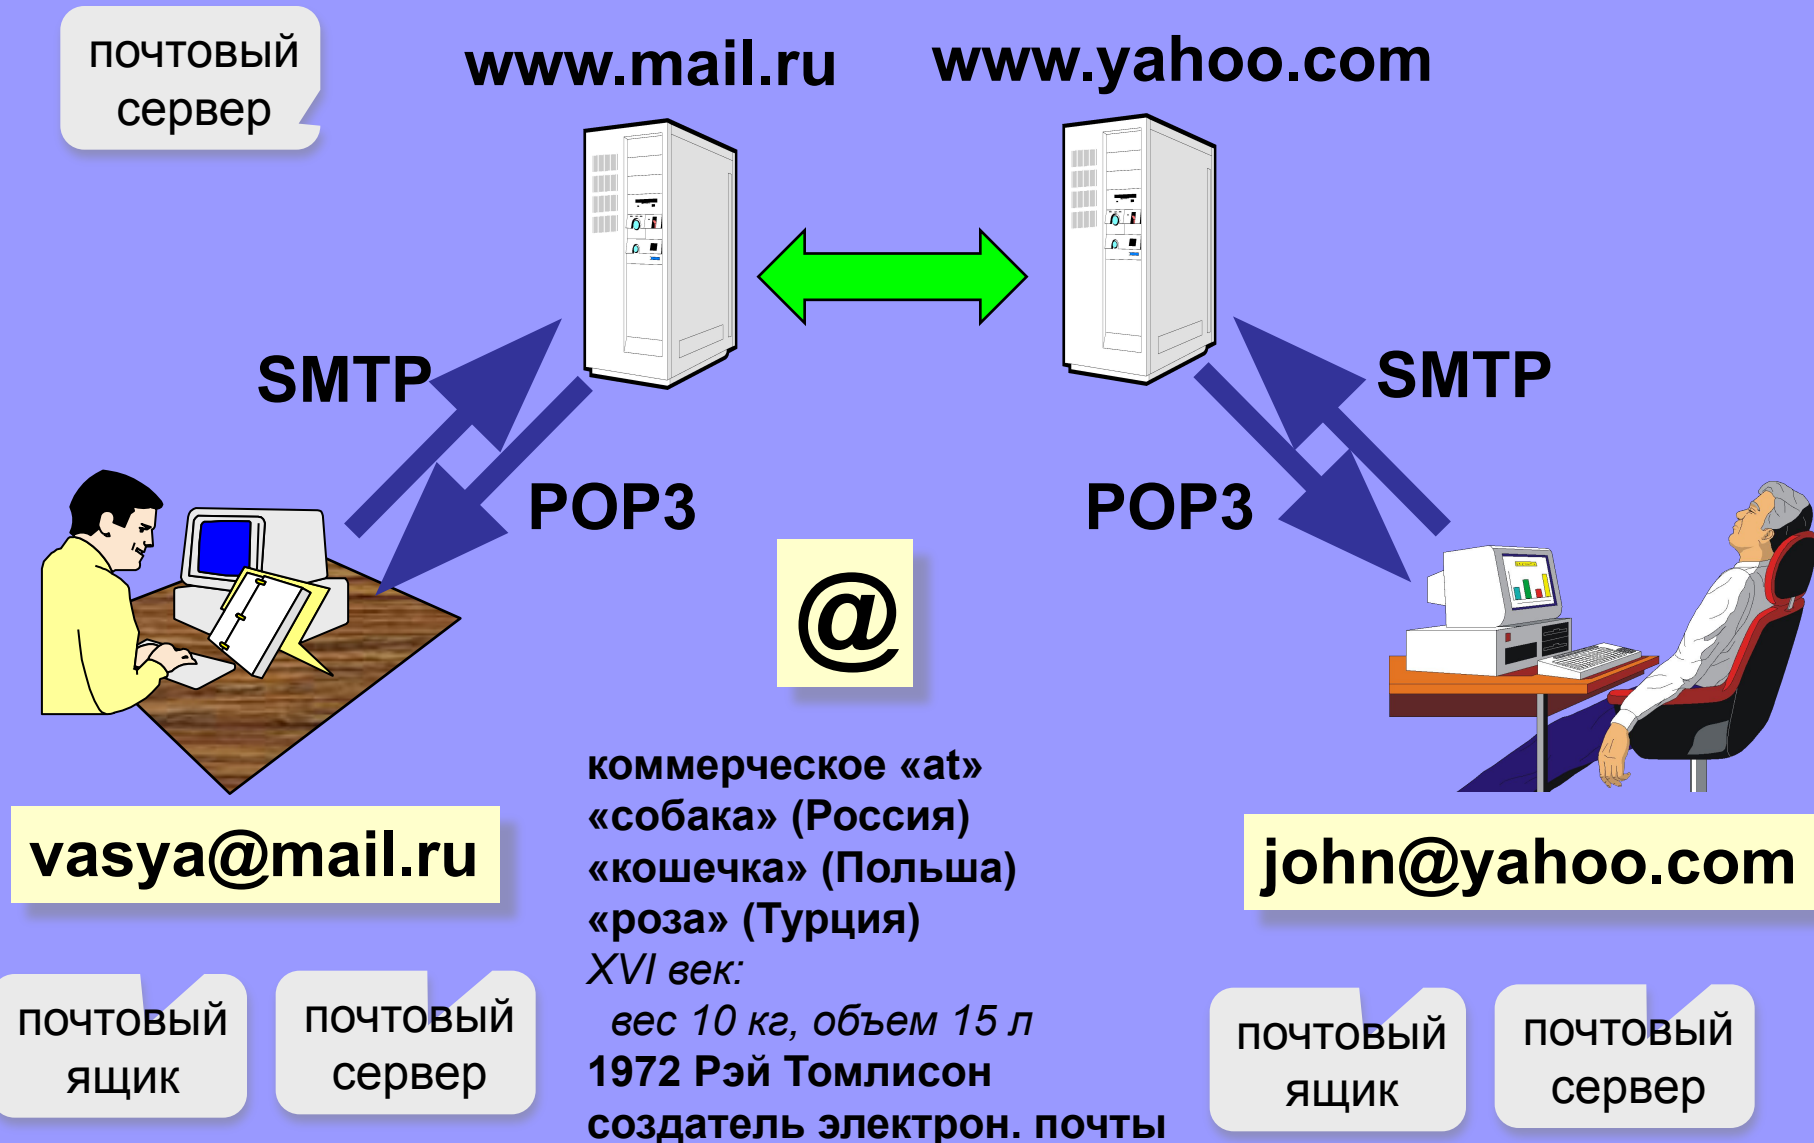 почтовый
сервер
www.mail.ru
www.yahoo.com
SMTP
SMTP
POP3
POP3
@
vasya@mail.ru
john@yahoo.com
коммерческое «at»
«собака» (Россия)
«кошечка» (Польша)
«роза» (Турция)
XVI век:
вес 10 кг, объем 15 л
1972 Рэй Томлисон
создатель электрон. почты
почтовый
ящик
почтовый
сервер
почтовый
ящик
почтовый
сервер